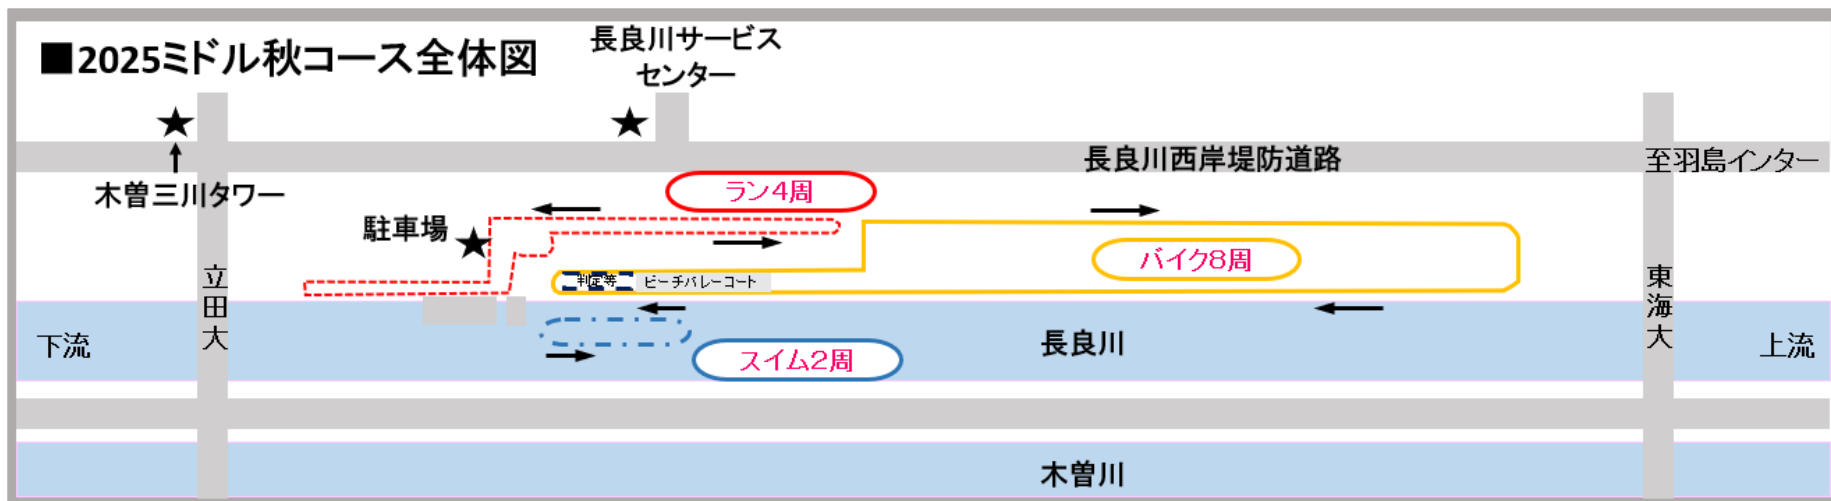 ■2025ミドル秋コース全体図
長良川サービス
センター
★
★
長良川西岸堤防道路
至羽島インター
木曽三川タワー
ラン4周
駐車場
★
バイク8周
立田大
東海大
判定等
ビーチバレーコート
下流
長良川
上流
スイム2周
木曽川